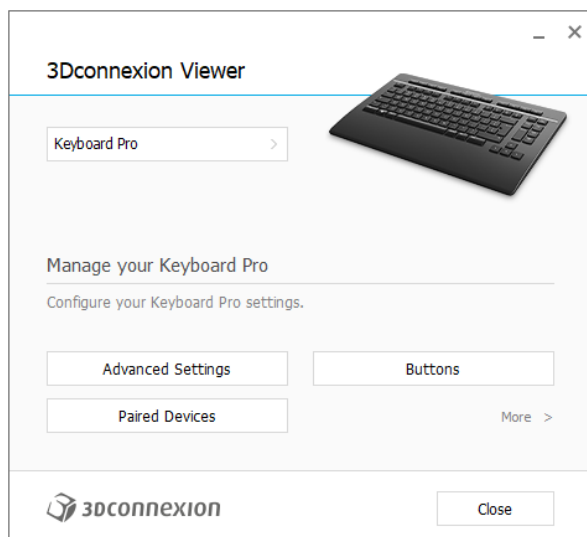 3Dconnexion Viewer
Keyboard Pro >
Manage your Keyboard Pro
Configure your Keyboard Pro settings.
Advanced Settings
Buttons
Paired Devices
More >
3Dconnexion
Close